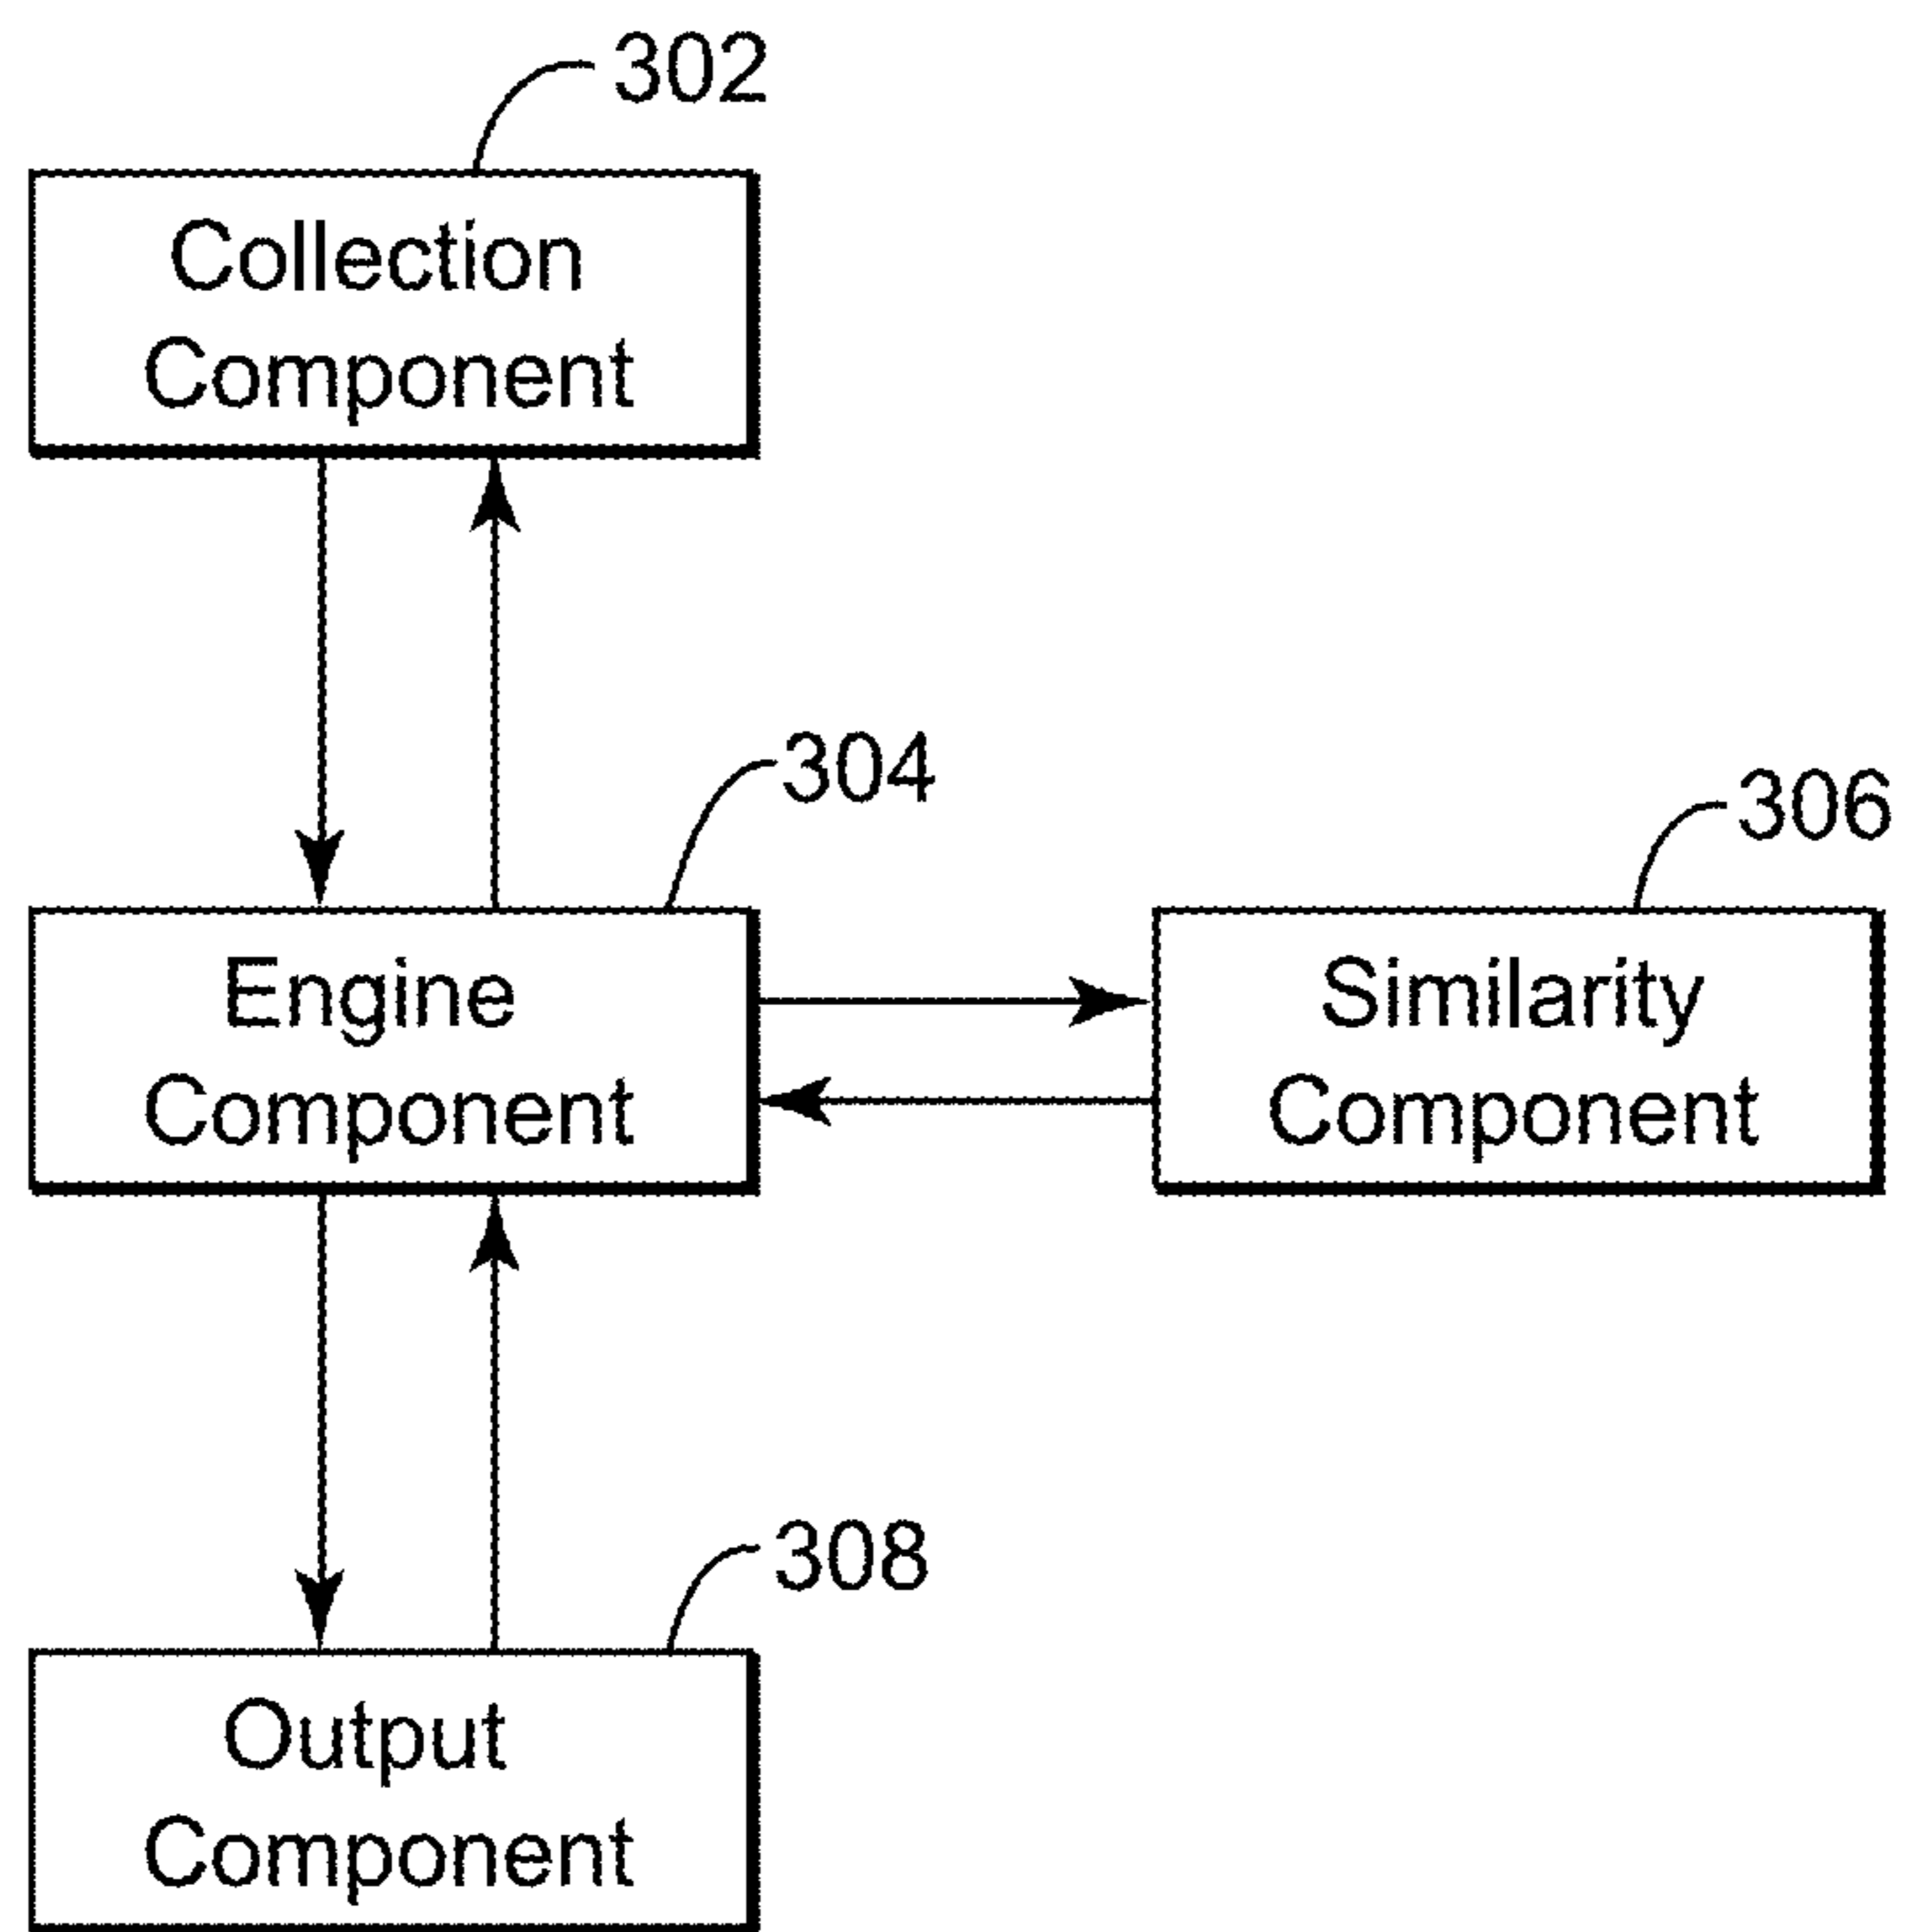 302
Collection
Component
304
306
Engine
Component
Similarity
Component
308
Output
Component